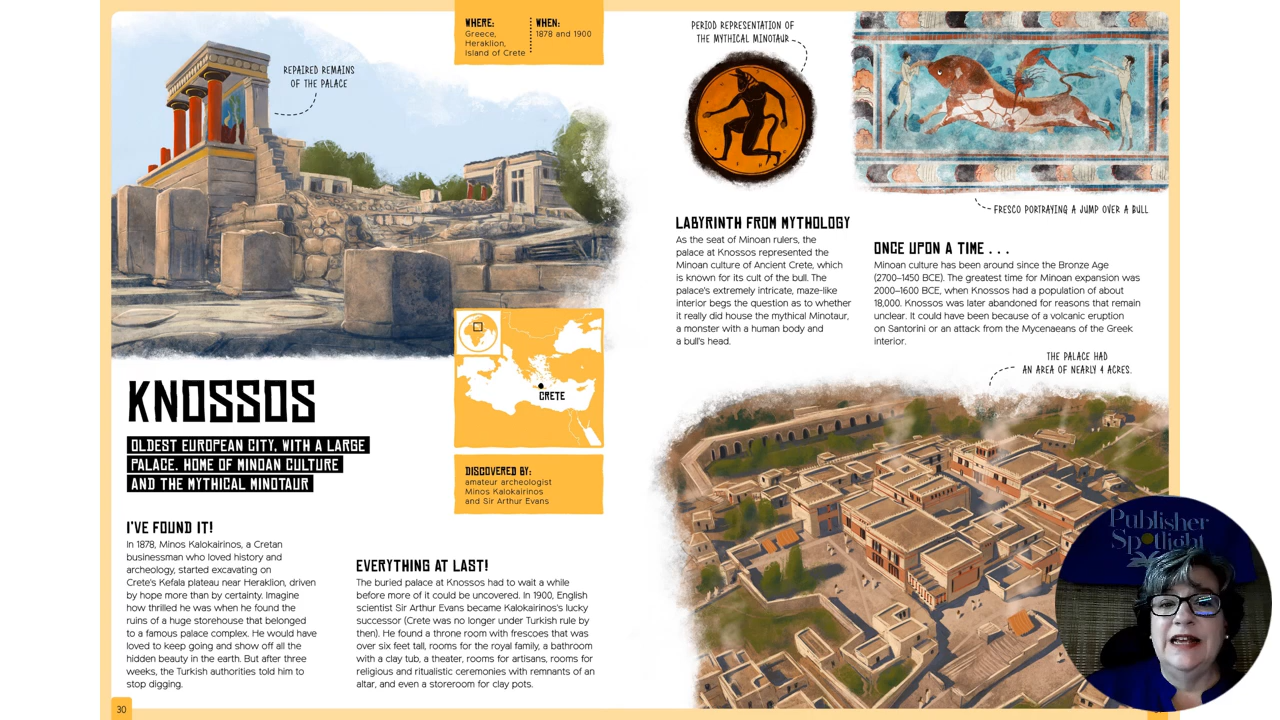 WHERE:
Greece,
Heraklion,
Island of Crete
WHEN:
1878 and 1900
REPAIRED REMAINS
OF THE PALACE
CRETE
KNOSSOS
OLDEST EUROPEAN CITY, WITH A LARGE
PALACE. HOME OF MINOAN CULTURE
AND THE MYTHICAL MINOTAUR
DISCOVERED BY:
amateur archeologist
Minos Kalokairinos
and Sir Arthur Evans
I'VE FOUND IT!
In 1878, Minos Kalokairinos, a Cretan
businessman who loved history and
archeology, started excavating on
Crete's Kefala plateau near Heraklion, driven
by hope more than by certainty. Imagine
how thrilled he was when he found the
ruins of a huge storehouse that belonged
to a famous palace complex. He would have
loved to keep going and show off all the
hidden beauty in the earth. But after three
weeks, the Turkish authorities told him to
stop digging.
EVERYTHING AT LAST!
The buried palace at Knossos had to wait a while
before more of it could be uncovered. In 1900, English
scientist Sir Arthur Evans became Kalokairinos's lucky
successor (Crete was no longer under Turkish rule by
then). He found a throne room with frescoes that was
over six feet tall, rooms for the royal family, a bathroom
with a clay tub, a theater, rooms for artisans, rooms for
religious and ritualistic ceremonies with remnants of an
altar, and even a storeroom for clay pots.
30
PERIOD REPRESENTATION OF
THE MYTHICAL MINOTAUR
FRESCO PORTRAYING A JUMP OVER A BULL
LABYRINTH FROM MYTHOLOGY
As the seat of Minoan rulers, the
palace at Knossos represented the
Minoan culture of Ancient Crete, which
is known for its cult of the bull. The
palace's extremely intricate, maze-like
interior begs the question as to whether
it really did house the mythical Minotaur,
a monster with a human body and
a bull's head.
ONCE UPON A TIME . . .
Minoan culture has been around since the Bronze Age
(2700–1450 BCE). The greatest time for Minoan expansion was
2000–1600 BCE, when Knossos had a population of about
18,000. Knossos was later abandoned for reasons that remain
unclear. It could have been because of a volcanic eruption
on Santorini or an attack from the Mycenaeans of the Greek
interior.
THE PALACE HAD
AN AREA OF NEARLY 4 ACRES.
Publisher
Spotlight